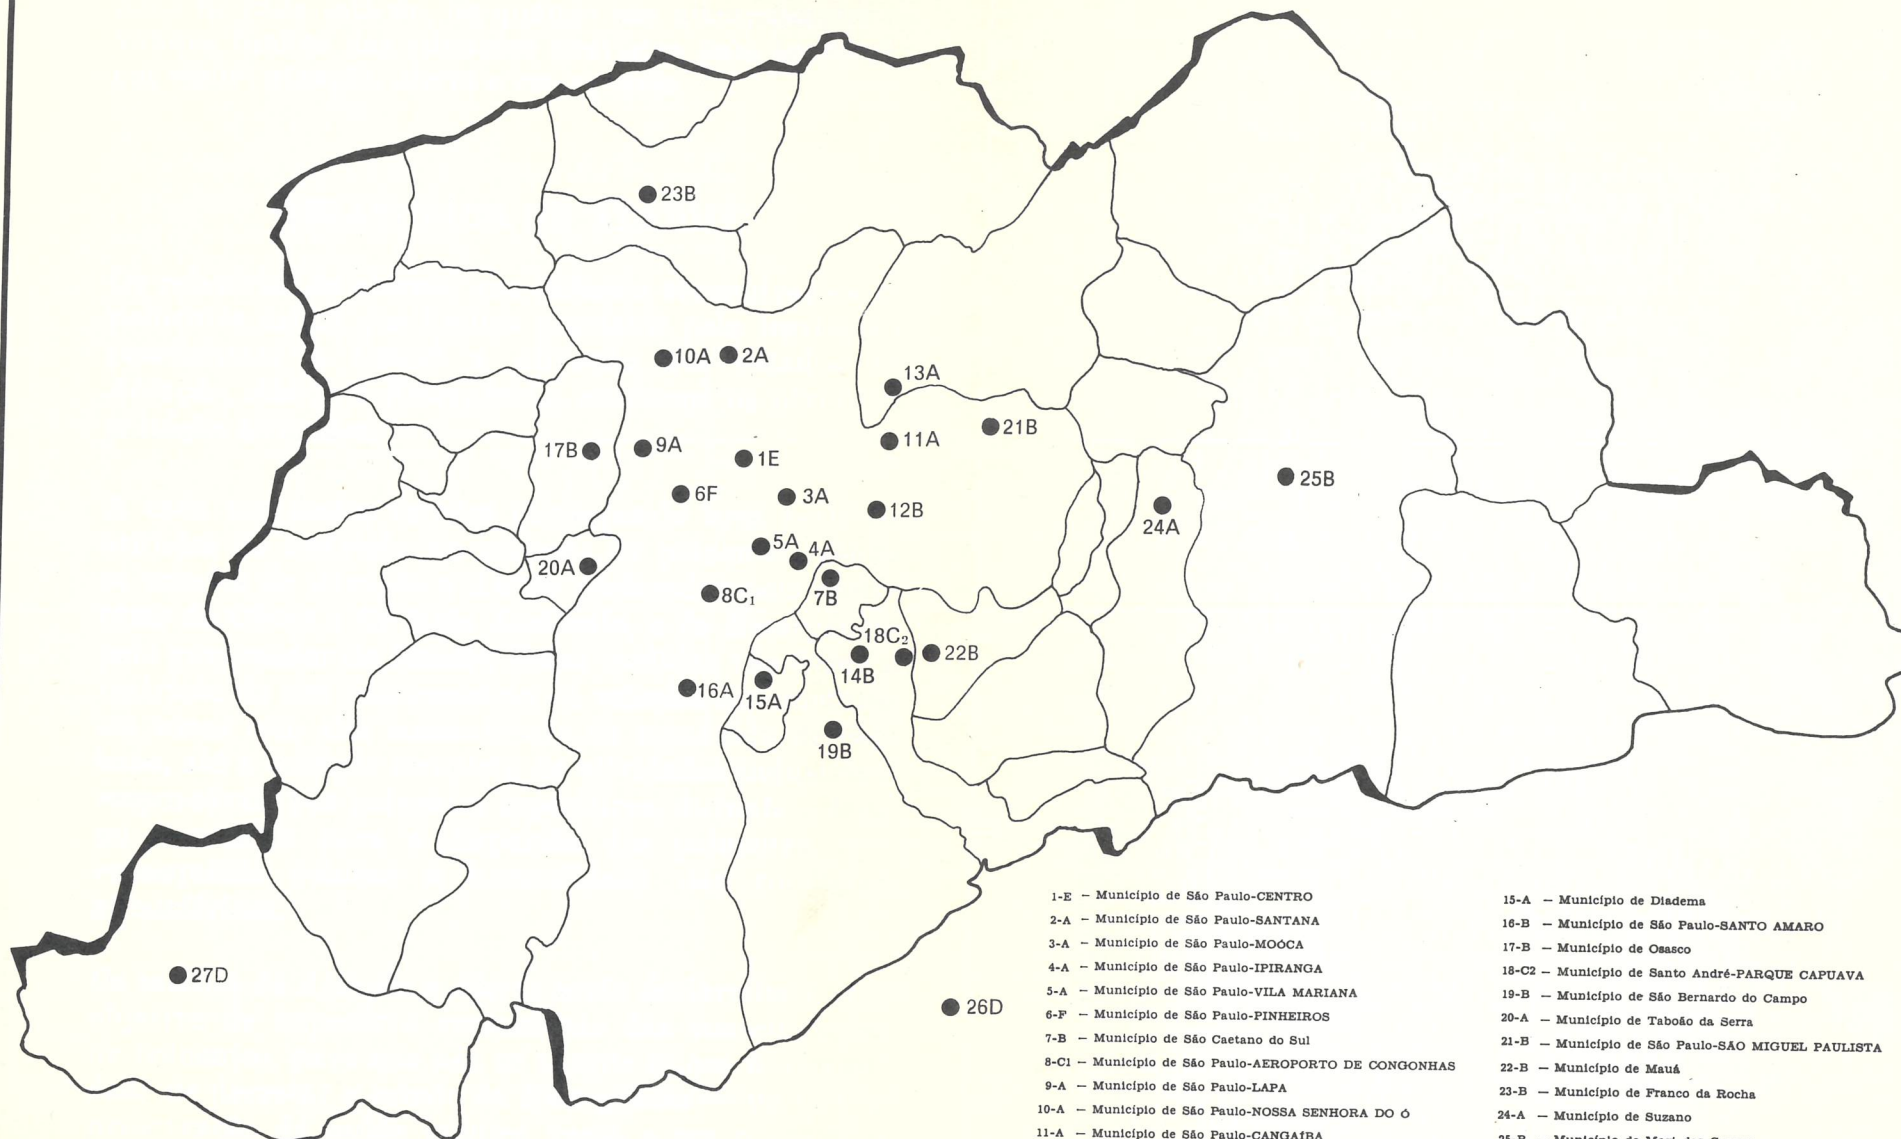 23B
10A
2A
13A
11A
21B
17B
9A
1E
6F
3A
12B
25B
24A
5A
4A
20A
7B
8C₁
18C₂
22B
14B
16A
15A
19B
27D
26D
1-E – Município de São Paulo-CENTRO
2-A – Município de São Paulo-SANTANA
3-A – Município de São Paulo-MOÓCA
4-A – Município de São Paulo-IPIRANGA
5-A – Município de São Paulo-VILA MARIANA
6-F – Município de São Paulo-PINHEIROS
7-B – Município de São Caetano do Sul
8-C1 – Município de São Paulo-AEROPORTO DE CONGONHAS
9-A – Município de São Paulo-LAPA
10-A – Município de São Paulo-NOSSA SENHORA DO Ó
11-A – Município de São Paulo-CANGAÍBA
15-A – Município de Diadema
16-B – Município de São Paulo-SANTO AMARO
17-B – Município de Osasco
18-C2 – Município de Santo André-PARQUE CAPUAVA
19-B – Município de São Bernardo do Campo
20-A – Município de Taboão da Serra
21-B – Município de São Paulo-SAO MIGUEL PAULISTA
22-B – Município de Mauá
23-B – Município de Franco da Rocha
24-A – Município de Suzano
25-B – Município de